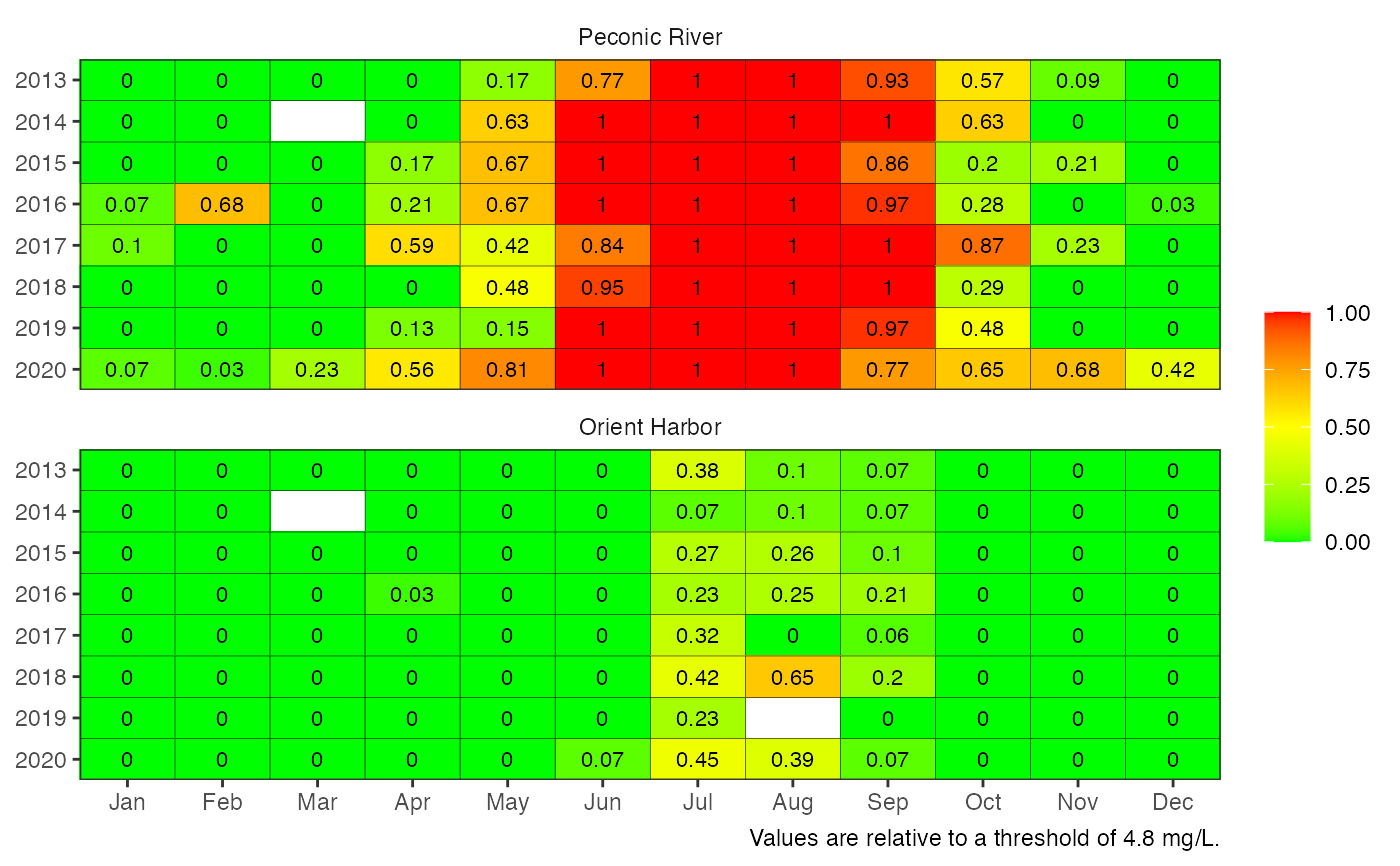 Peconic River
2013 0 0 0 0 0.17 0.77 1 1 0.93 0.57 0.09 0
2014 0 0 0 0.63 1 1 1 1 0.63 0 0
2015 0 0 0 0.17 0.67 1 1 1 0.86 0.2 0.21 0
2016 0.07 0.68 0 0.21 0.67 1 1 1 0.97 0.28 0 0.03
2017 0.1 0 0 0.59 0.42 0.84 1 1 1 0.87 0.23 0
2018 0 0 0 0 0.48 0.95 1 1 1 0.29 0 0
2019 0 0 0 0.13 0.15 1 1 1 0.97 0.48 0 0
2020 0.07 0.03 0.23 0.56 0.81 1 1 1 0.77 0.65 0.68 0.42
Orient Harbor
2013 0 0 0 0 0 0 0.38 0.1 0.07 0 0 0
2014 0 0 0 0 0 0.07 0.1 0.07 0 0 0
2015 0 0 0 0 0 0 0.27 0.26 0.1 0 0 0
2016 0 0 0 0.03 0 0 0.23 0.25 0.21 0 0 0
2017 0 0 0 0 0 0 0.32 0 0.06 0 0 0
2018 0 0 0 0 0 0 0.42 0.65 0.2 0 0 0
2019 0 0 0 0 0 0 0.23 0 0 0 0
2020 0 0 0 0 0 0.07 0.45 0.39 0.07 0 0 0
Jan Feb Mar Apr May Jun Jul Aug Sep Oct Nov Dec
Values are relative to a threshold of 4.8 mg/L.
1.00
0.75
0.50
0.25
0.00